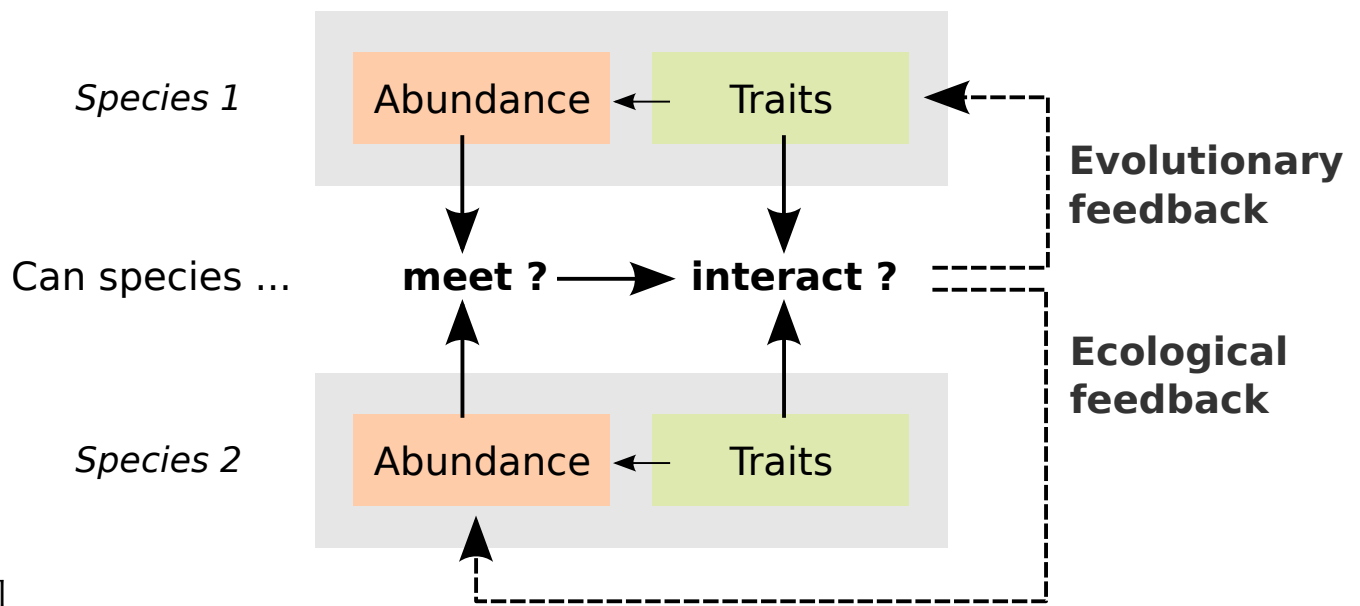 Species 1
Abundance
Traits
Evolutionary
feedback
Can species ...
meet ?
interact ?
Ecological
feedback
Species 2
Abundance
Traits
]